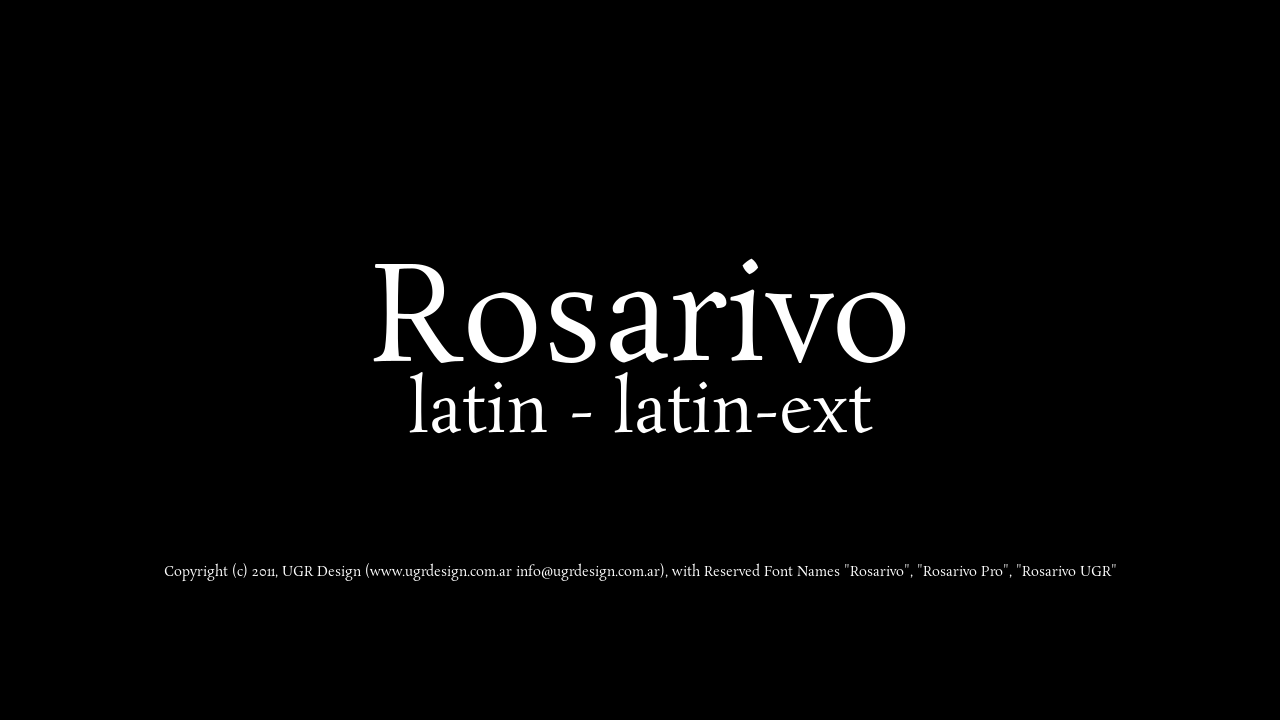 Rosarivo
latin - latin-ext
Copyright (c) 2011, UGR Design (www.ugrdesign.com.ar info@ugrdesign.com.ar), with Reserved Font Names "Rosarivo", "Rosarivo Pro", "Rosarivo UGR"